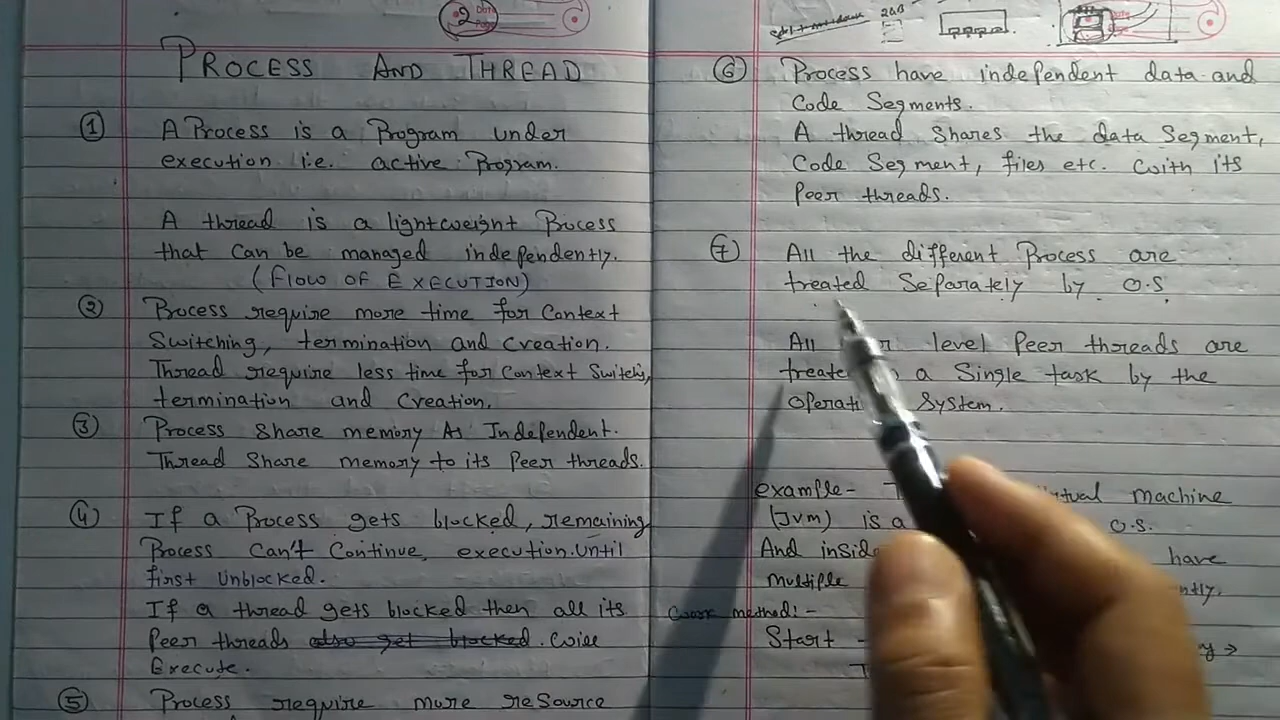 2
PROCESS AND THREAD
① A Process is a Program under
execution i.e. active Program.
A thread is a lightweight Process
that can be managed independently.
(FLOW OF EXECUTION)
② Process require more time for Context
Switching, termination and Creation.
Thread require less time for Context Switchig,
termination and Creation.
③ Process Share memory As Independent.
Thread Share memory to its Peer threads.
④ If a Process gets blocked, remaining
Process Can't Continue, execution until
first Unblocked.
If a thread gets blocked then all its
Peer threads also get blocked. will
Execute.
⑤ Process require more reSource
2GB
⑥ Process have independent data and
Code Segments.
A thread Shares the data Segment,
Code Segment, files etc. with its
Peer threads.
⑦ All the different Process are
treated Separately by O.S.
All level Peer threads are
a Single task by the
System.
example- machine
(Jvm) is a O.S.
And have
multiple
work method:-
Start -